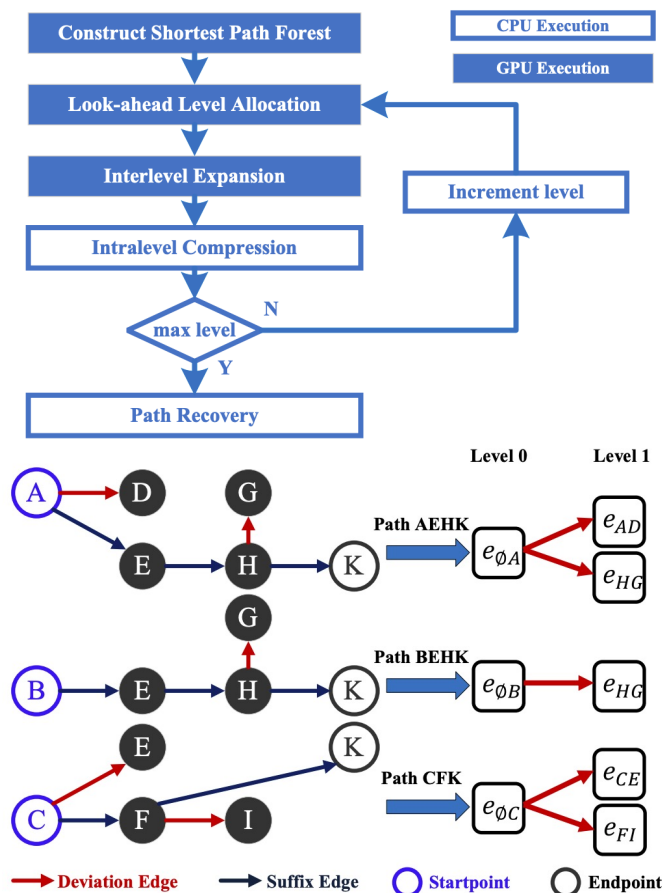 Construct Shortest Path Forest
CPU Execution
GPU Execution
Look-ahead Level Allocation
Interlevel Expansion
Increment level
Intralevel Compression
N
max level
Y
Path Recovery
Level 0
Level 1
A
D
G
Path AEHK
e∅A
eAD
E
H
K
eHG
G
B
E
H
K
Path BEHK
e∅B
eHG
E
K
Path CFK
eCE
C
F
I
e∅C
eFI
Deviation Edge
Suffix Edge
Startpoint
Endpoint